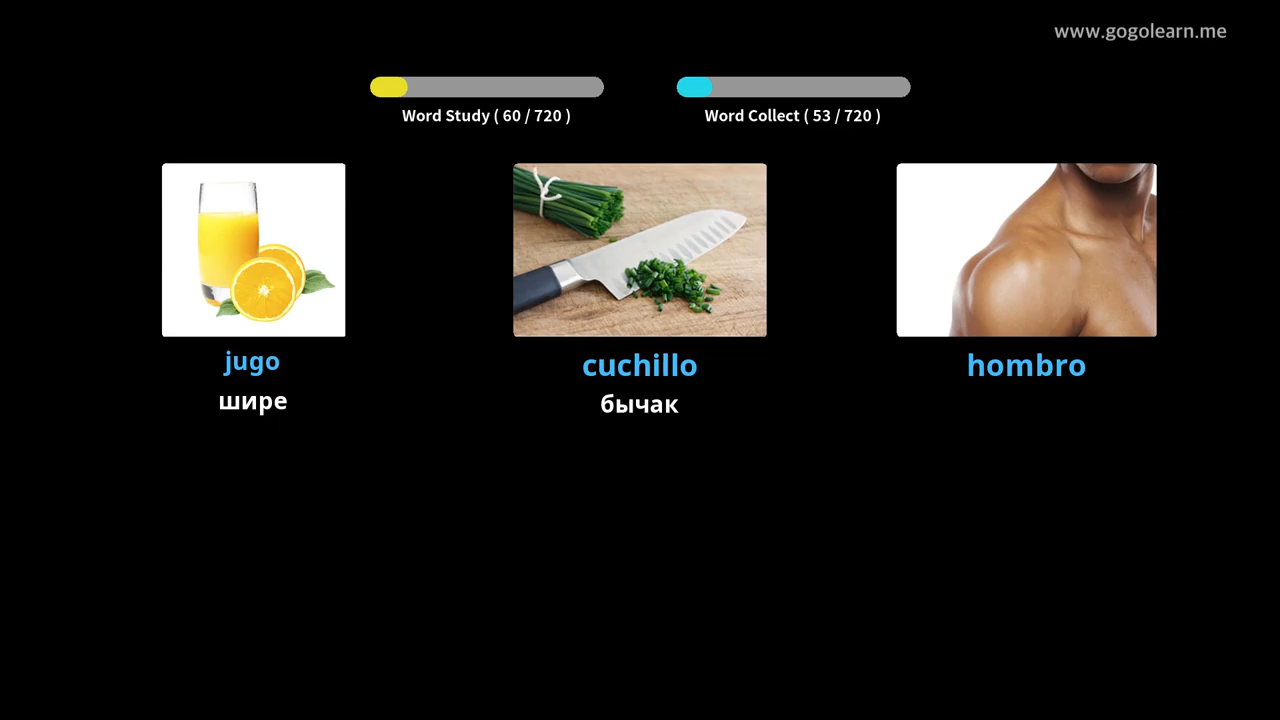 www.gogolearn.me
Word Study ( 60 / 720 )
Word Collect ( 53 / 720 )
jugo
шире
cuchillo
бычак
hombro